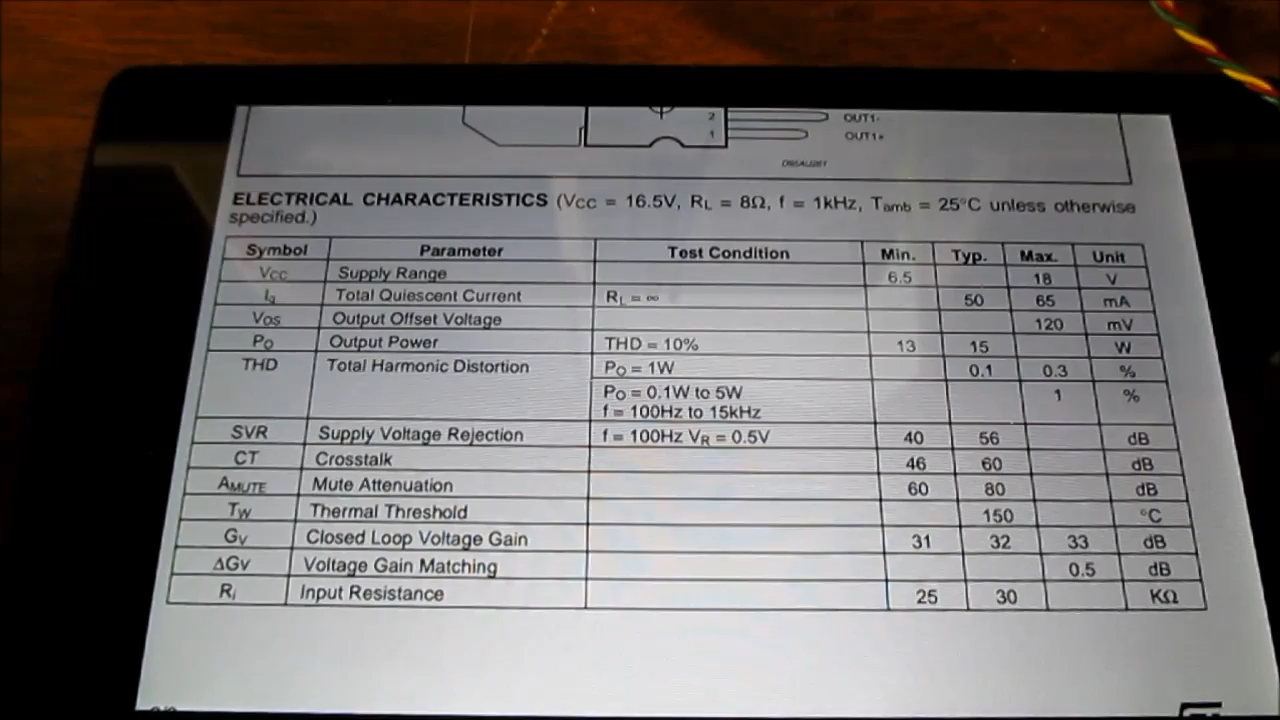 2
OUT1-
1
OUT1+
ELECTRICAL CHARACTERISTICS (VCC = 16.5V, RL = 8Ω, f = 1kHz, Tamb = 25°C unless otherwise
specified.)
Symbol Parameter Test Condition Min. Typ. Max. Unit
VCC Supply Range 6.5 18 V
Iq Total Quiescent Current RL = ∞ 50 65 mA
VOS Output Offset Voltage 120 mV
PO Output Power THD = 10% 13 15 W
THD Total Harmonic Distortion PO = 1W 0.1 0.3 %
PO = 0.1W to 5W 1 %
f = 100Hz to 15kHz
SVR Supply Voltage Rejection f = 100Hz VR = 0.5V 40 56 dB
CT Crosstalk 46 60 dB
AMUTE Mute Attenuation 60 80 dB
TW Thermal Threshold 150 °C
GV Closed Loop Voltage Gain 31 32 33 dB
ΔGv Voltage Gain Matching 0.5 dB
Ri Input Resistance 25 30 KΩ